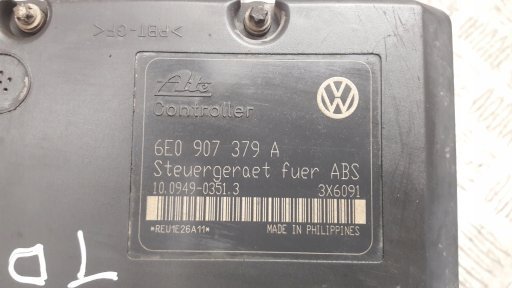 >PBT-GF<
Ate
Controller
6E0 907 379 A
Steuergeraet fuer ABS
10.0949-0351.3 3X6091
*REU1E26A11* MADE IN PHILIPPINES
TD